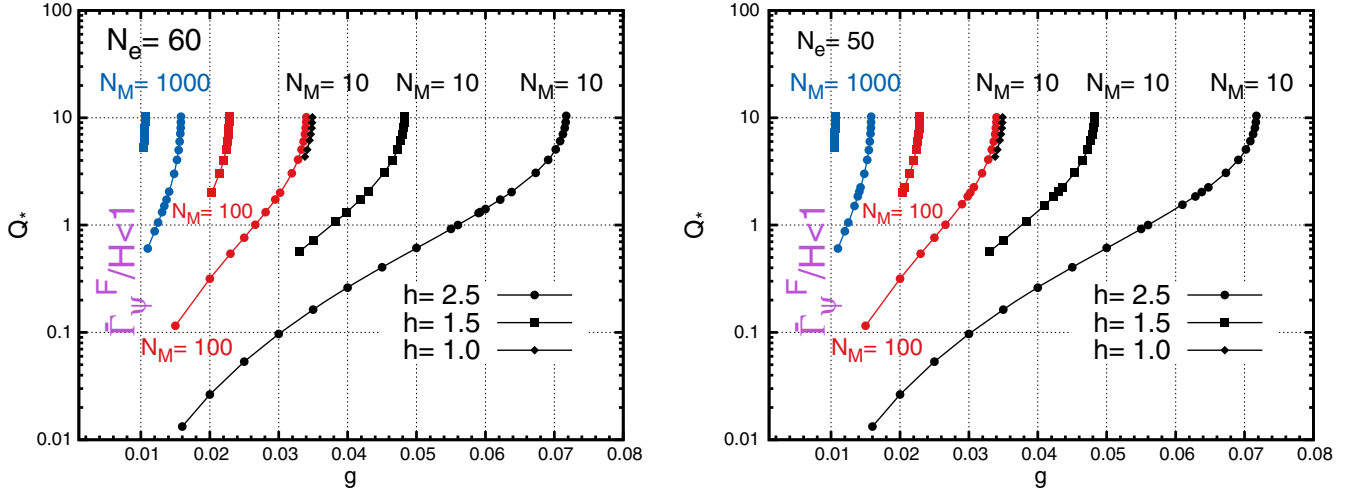 100
10
1
0.1
0.01
Q*
N_e= 60
N_M= 1000
N_M= 10
N_M= 10
N_M= 10
N_M= 100
N_M= 100
Γ̄_ψ^F/H<1
h= 2.5
h= 1.5
h= 1.0
0.01 0.02 0.03 0.04 0.05 0.06 0.07 0.08
g
100
10
1
0.1
0.01
Q*
N_e= 50
N_M= 1000
N_M= 10
N_M= 10
N_M= 10
N_M= 100
N_M= 100
Γ̄_ψ^F/H<1
h= 2.5
h= 1.5
h= 1.0
0.01 0.02 0.03 0.04 0.05 0.06 0.07 0.08
g